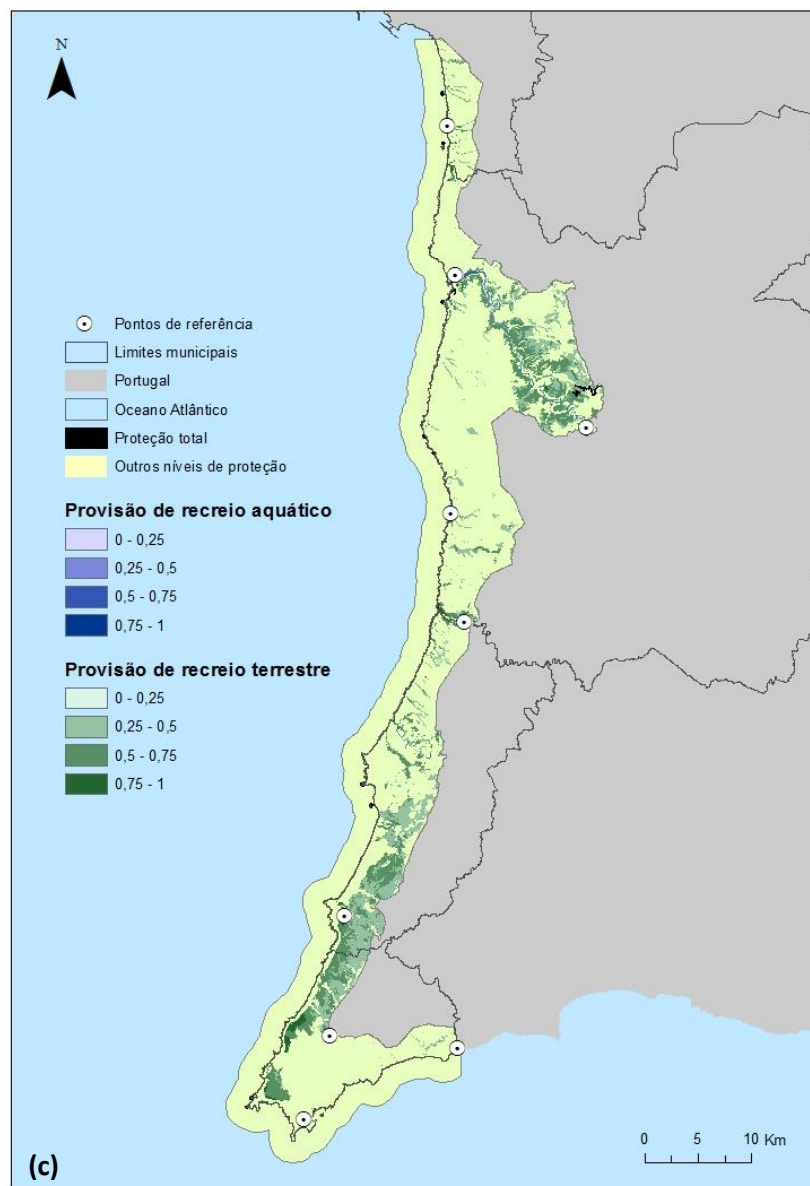 N
Pontos de referência
Limites municipais
Portugal
Oceano Atlântico
Proteção total
Outros níveis de proteção
Provisão de recreio aquático
0 - 0,25
0,25 - 0,5
0,5 - 0,75
0,75 - 1
Provisão de recreio terrestre
0 - 0,25
0,25 - 0,5
0,5 - 0,75
0,75 - 1
0 5 10 Km
(c)